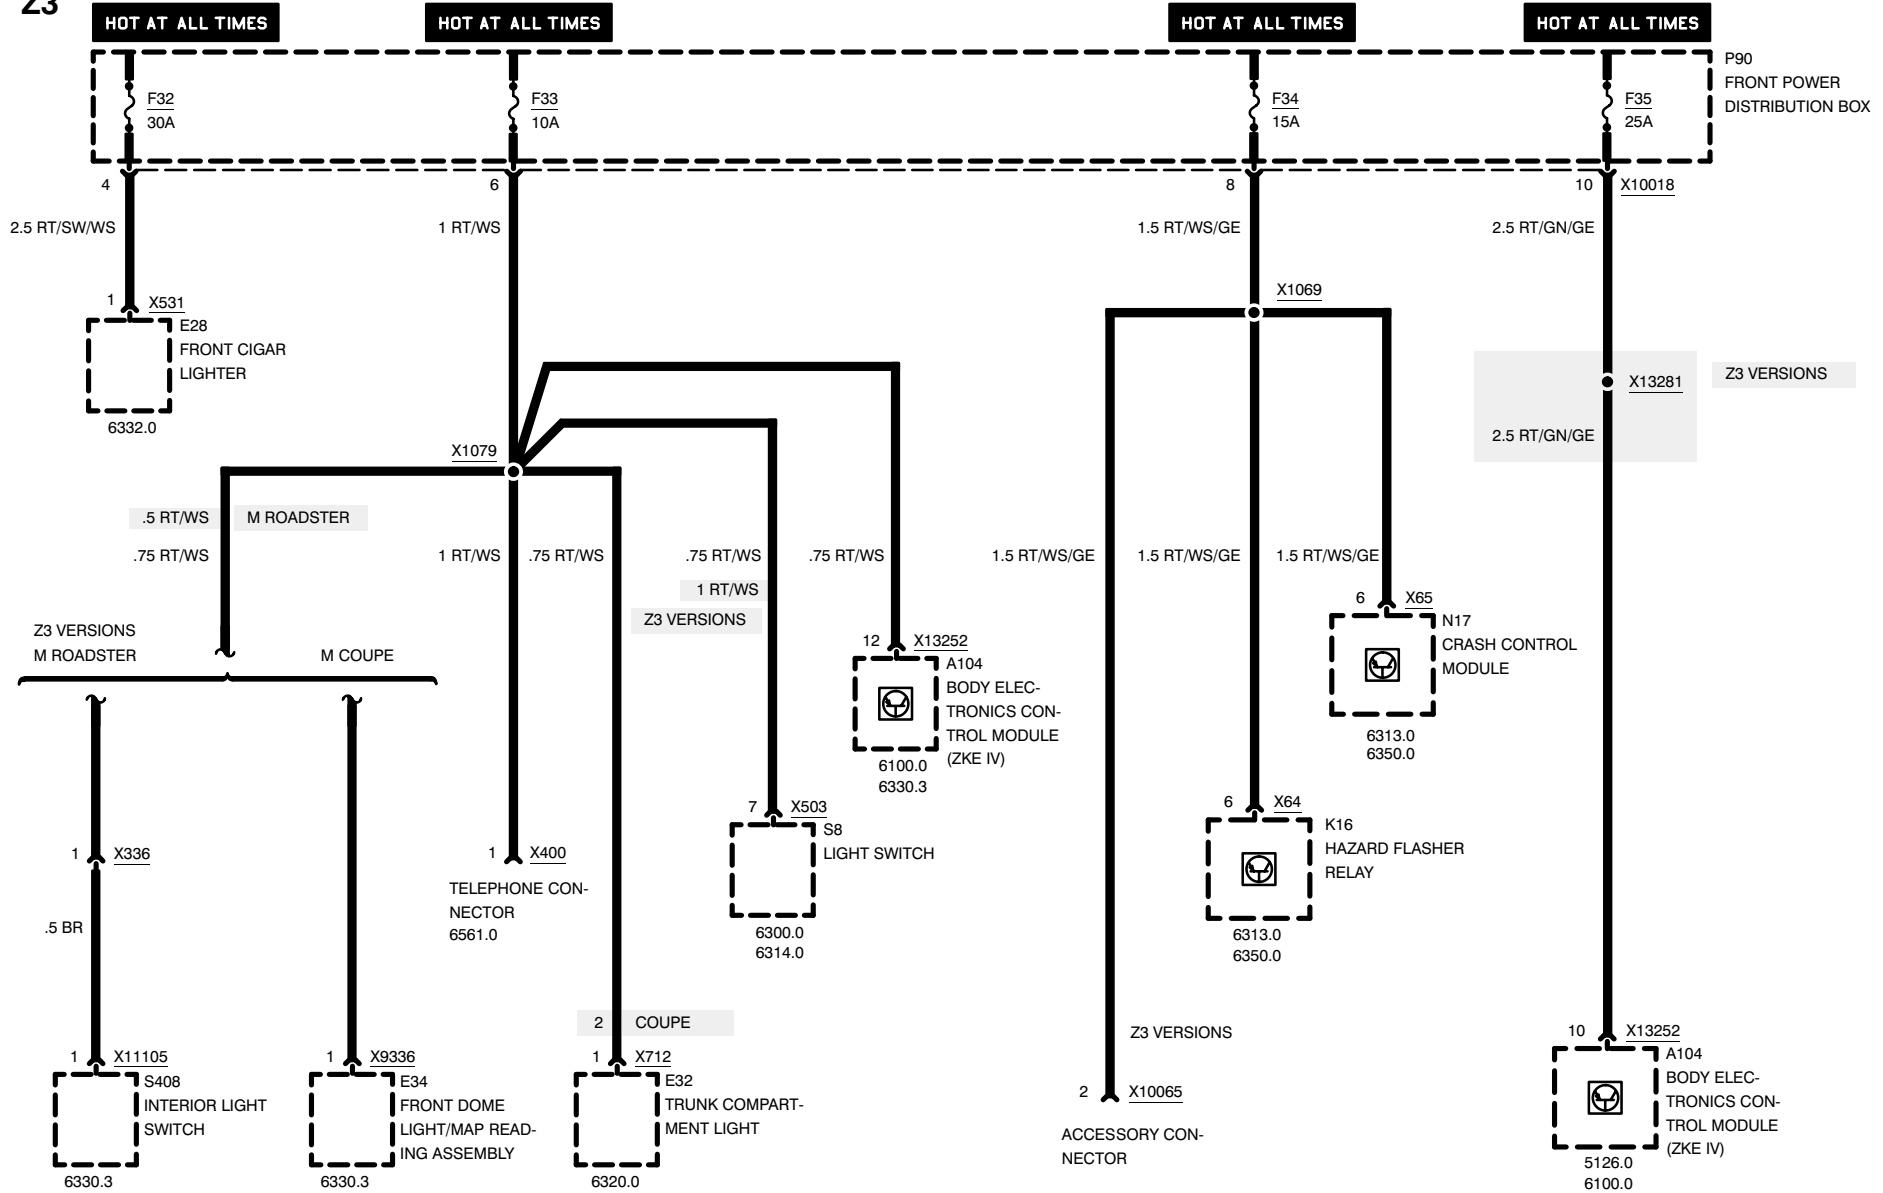 Z3
HOT AT ALL TIMES
HOT AT ALL TIMES
HOT AT ALL TIMES
HOT AT ALL TIMES
F32
30A
F33
10A
F34
15A
F35
25A
P90
FRONT POWER
DISTRIBUTION BOX
4
6
8
10
X10018
2.5 RT/SW/WS
1 RT/WS
1.5 RT/WS/GE
2.5 RT/GN/GE
1
X531
E28
FRONT CIGAR
LIGHTER
6332.0
X1069
X13281
Z3 VERSIONS
2.5 RT/GN/GE
X1079
.5 RT/WS
M ROADSTER
.75 RT/WS
1 RT/WS
.75 RT/WS
.75 RT/WS
.75 RT/WS
1.5 RT/WS/GE
1.5 RT/WS/GE
1.5 RT/WS/GE
1 RT/WS
Z3 VERSIONS
Z3 VERSIONS
M ROADSTER
M COUPE
12
X13252
A104
BODY ELEC-
TRONICS CON-
TROL MODULE
(ZKE IV)
6100.0
6330.3
6
X65
N17
CRASH CONTROL
MODULE
6313.0
6350.0
7
X503
S8
LIGHT SWITCH
6300.0
6314.0
6
X64
K16
HAZARD FLASHER
RELAY
6313.0
6350.0
1
X336
.5 BR
1
X400
TELEPHONE CON-
NECTOR
6561.0
2
COUPE
1
X11105
S408
INTERIOR LIGHT
SWITCH
6330.3
1
X9336
E34
FRONT DOME
LIGHT/MAP READ-
ING ASSEMBLY
6330.3
1
X712
E32
TRUNK COMPART-
MENT LIGHT
6320.0
Z3 VERSIONS
2
X10065
ACCESSORY CON-
NECTOR
10
X13252
A104
BODY ELEC-
TRONICS CON-
TROL MODULE
(ZKE IV)
5126.0
6100.0